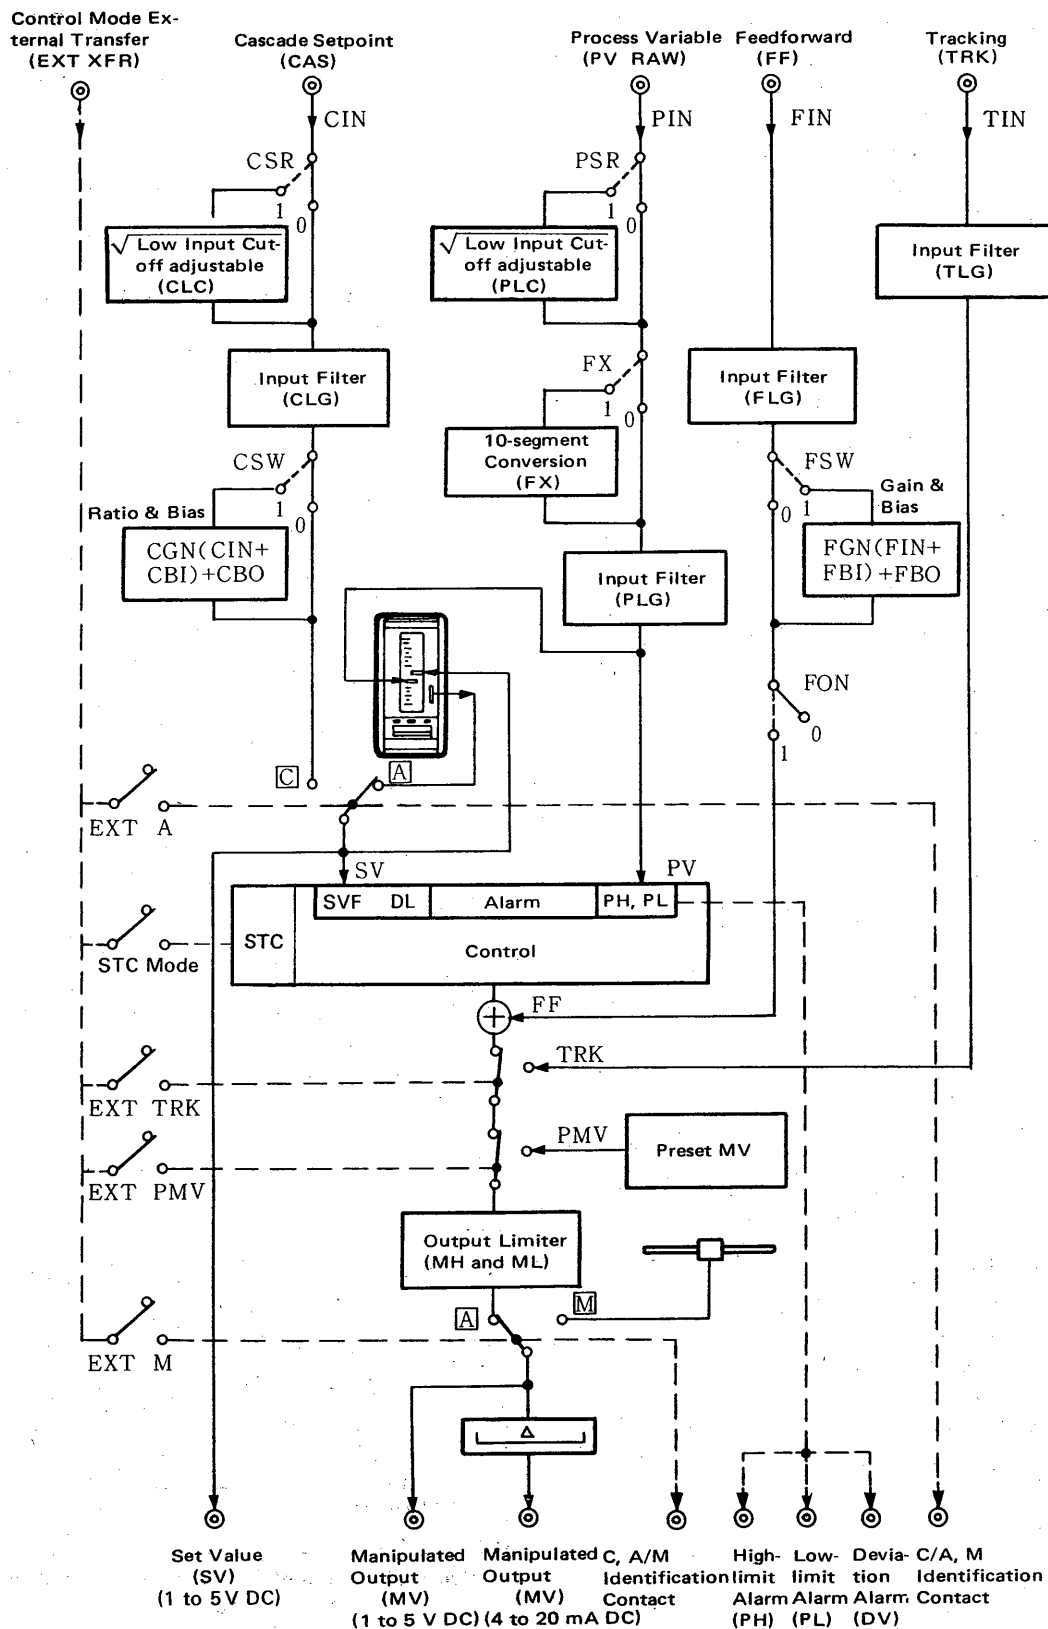 Control Mode Ex-
ternal Transfer
(EXT XFR)
Cascade Setpoint
(CAS)
Process Variable
(PV RAW)
Feedforward
(FF)
Tracking
(TRK)
CIN
PIN
FIN
TIN
CSR
1
0
PSR
1
0
√Low Input Cut-
off adjustable
(CLC)
√Low Input Cut-
off adjustable
(PLC)
Input Filter
(TLG)
Input Filter
(CLG)
FX
1
0
Input Filter
(FLG)
CSW
1
0
10-segment
Conversion
(FX)
FSW
0
1
Gain &
Bias
Ratio & Bias
CGN(CIN+
CBI)+CBO
FGN(FIN+
FBI)+FBO
Input Filter
(PLG)
FON
0
1
C
A
EXT A
SV
PV
SVF DL
Alarm
PH, PL
STC
Control
STC Mode
+
FF
TRK
EXT TRK
PMV
Preset MV
EXT PMV
Output Limiter
(MH and ML)
A
M
EXT M
Set Value
(SV)
(1 to 5V DC)
Manipulated
Output
(MV)
(1 to 5 V DC)
Manipulated
Output
(MV)
(4 to 20 mA DC)
C, A/M
Identification
Contact
High-
limit
Alarm
(PH)
Low-
limit
Alarm
(PL)
Devia-
tion
Alarm
(DV)
C/A, M
Identification
Contact